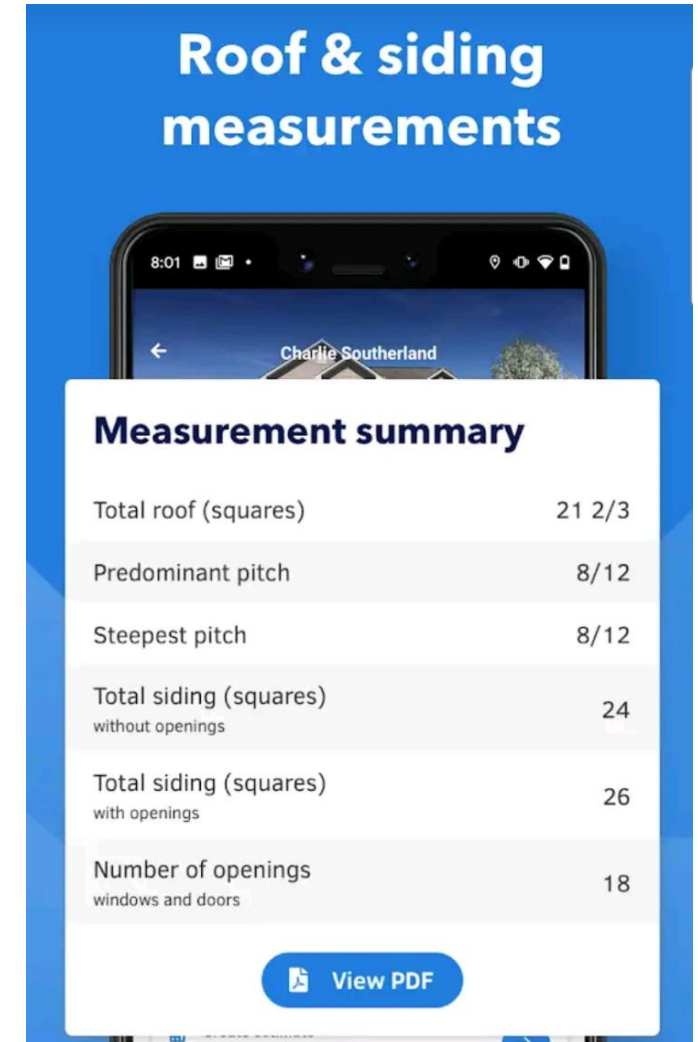 Roof & siding
measurements
8:01
Charlie Southerland
Measurement summary
Total roof (squares) 21 2/3
Predominant pitch 8/12
Steepest pitch 8/12
Total siding (squares) 24
without openings
Total siding (squares) 26
with openings
Number of openings 18
windows and doors
View PDF